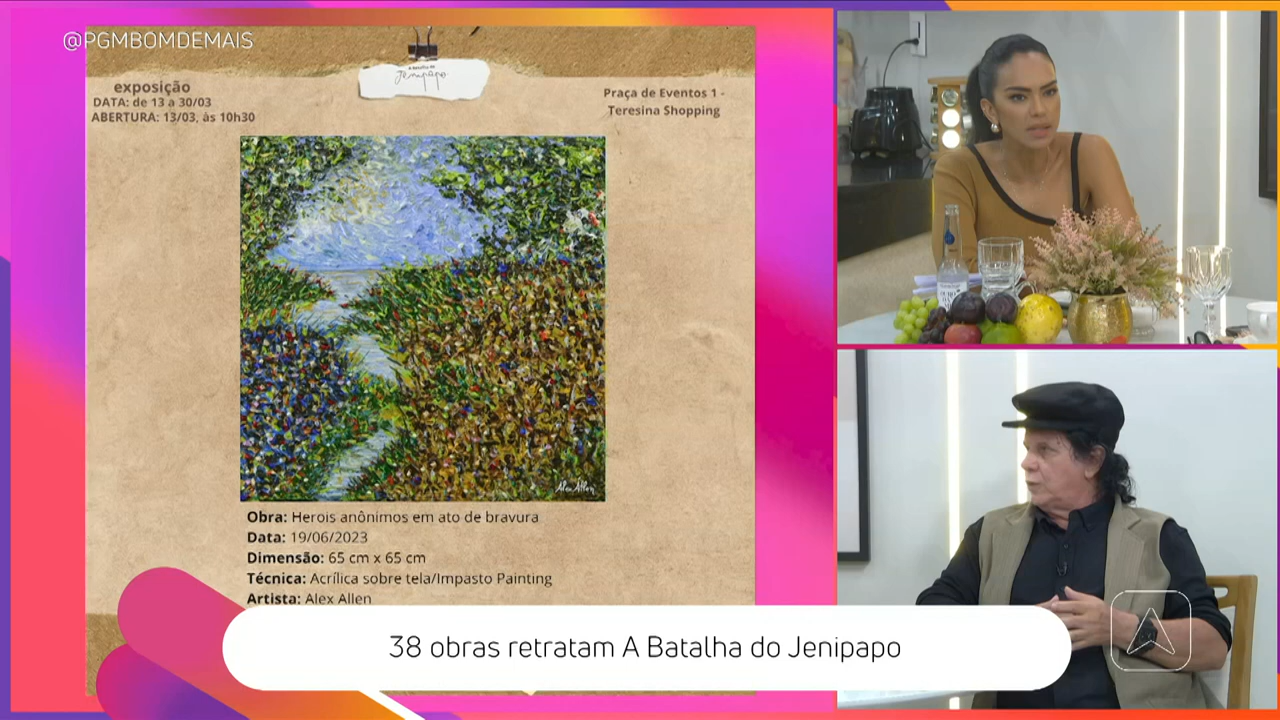 @PGMBOMDEMAIS
Jenipapo
exposição
DATA: de 13 a 30/03
ABERTURA: 13/03, ás 10h30
Praça de Eventos 1 -
Teresina Shopping
Alex Allen
Obra: Herois anônimos em ato de bravura
Data: 19/06/2023
Dimensão: 65 cm x 65 cm
Técnica: Acrílica sobre tela/Impasto Painting
Artista: Alex Allen
38 obras retratam A Batalha do Jenipapo